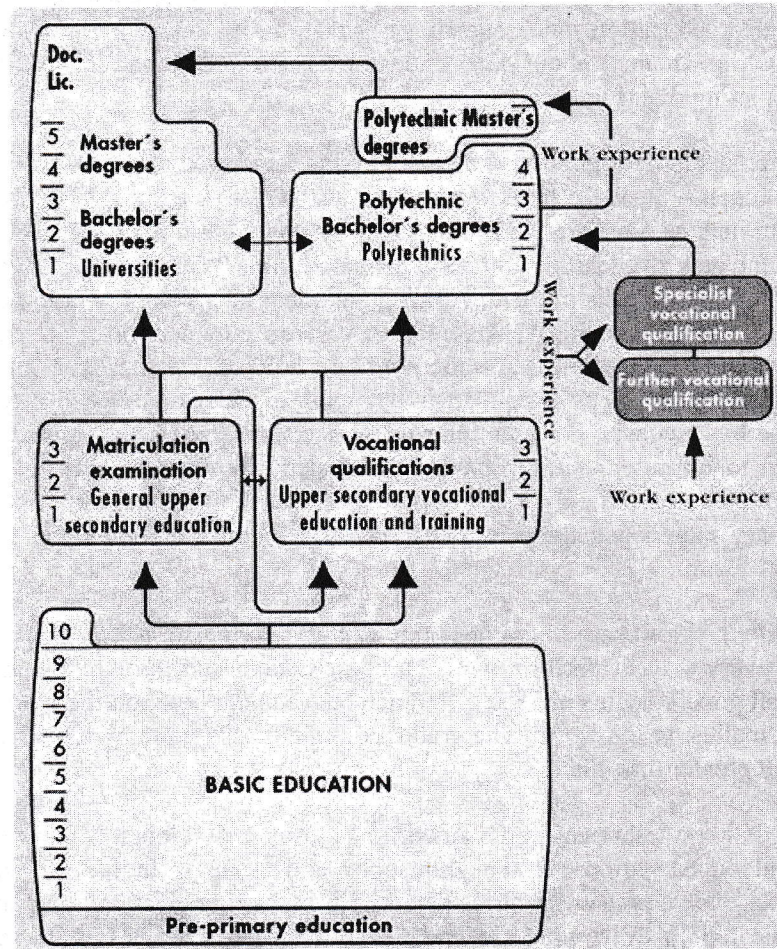 Doc.
Lic.
5
4
3
2
1
Master´s
degrees
Bachelor´s
degrees
Universities
Polytechnic Master´s
degrees
Work experience
Polytechnic
Bachelor´s degrees
Polytechnics
4
3
2
1
Work experience
Specialist
vocational
qualification
Further vocational
qualification
Work experience
3
2
1
Matriculation
examination
General upper
secondary education
Vocational
qualifications
Upper secondary vocational
education and training
3
2
1
10
9
8
7
6
5
4
3
2
1
BASIC EDUCATION
Pre-primary education